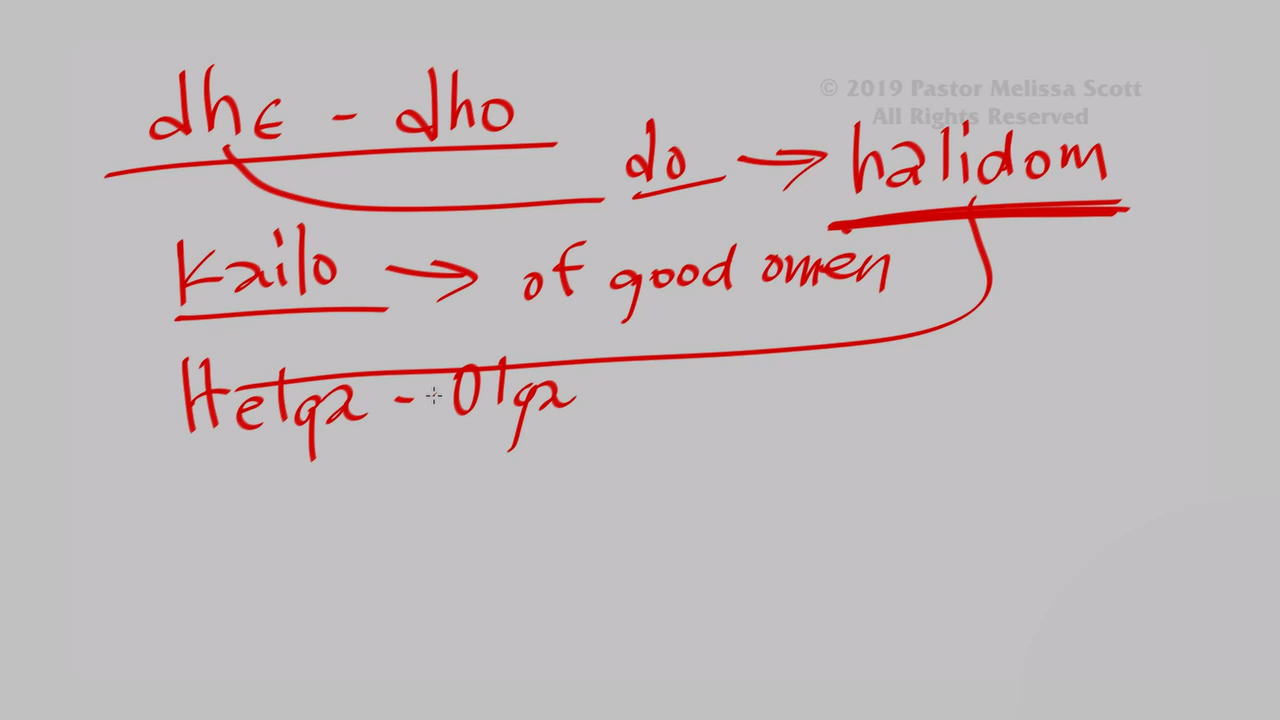 © 2019 Pastor Melissa Scott
All Rights Reserved
dhe - dho
do → halidom
Kailo → of good omen
Helga - Olga